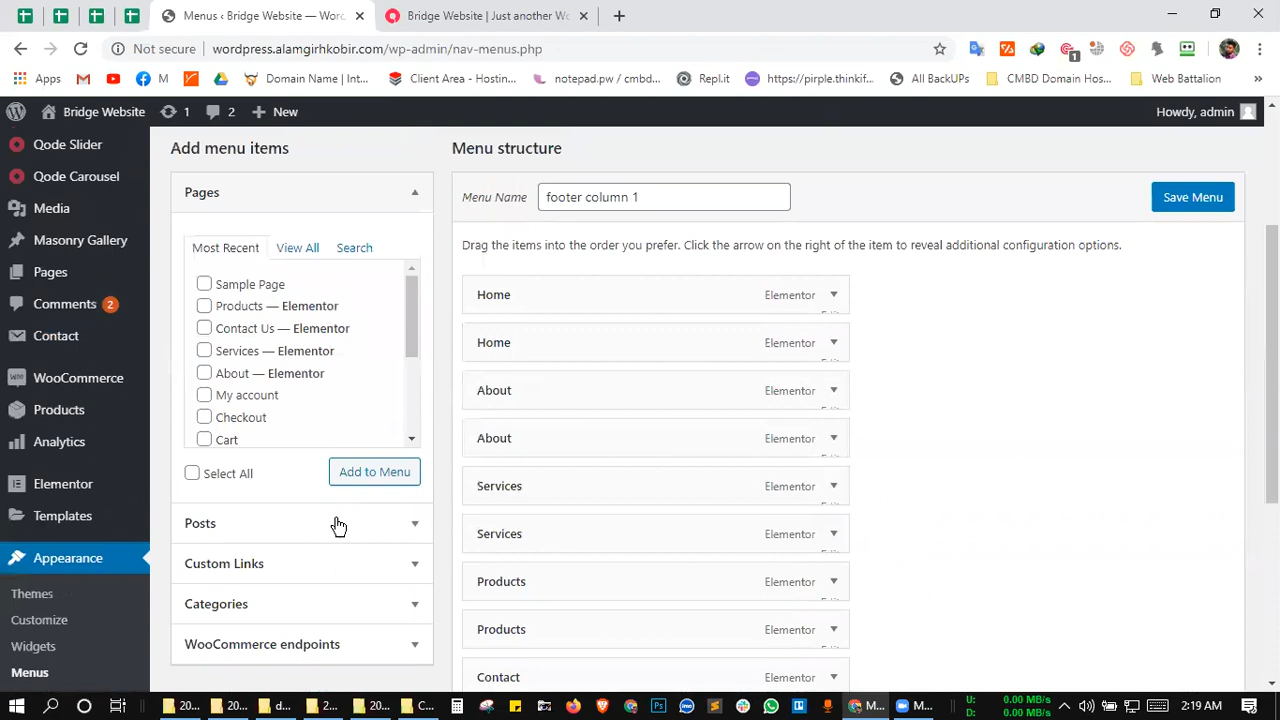 Menus ‹ Bridge Website — Worc
Bridge Website | Just another Wo
Not secure
wordpress.alamgirhkobir.com/wp-admin/nav-menus.php
1
Apps
M
Domain Name | Int...
Client Area - Hostin...
notepad.pw / cmbd...
Replit
https://pirple.thinkif...
All BackUPs
CMBD Domain Hos...
Web Battalion
»
Bridge Website
1
2
New
Howdy, admin
Qode Slider
Qode Carousel
Media
Masonry Gallery
Pages
Comments 2
Contact
WooCommerce
Products
Analytics
Elementor
Templates
Appearance
Themes
Customize
Widgets
Menus
Add menu items
Pages
Most Recent
View All
Search
Sample Page
Products — Elementor
Contact Us — Elementor
Services — Elementor
About — Elementor
My account
Checkout
Cart
Select All
Add to Menu
Posts
Custom Links
Categories
WooCommerce endpoints
Menu structure
Menu Name
footer column 1
Save Menu
Drag the items into the order you prefer. Click the arrow on the right of the item to reveal additional configuration options.
Home Elementor
Home Elementor
About Elementor
About Elementor
Services Elementor
Services Elementor
Products Elementor
Products Elementor
Contact Elementor
20...
20...
d...
2...
20...
C...
M...
M...
U: 0.00 MB/s
D: 0.00 MB/s
2:19 AM